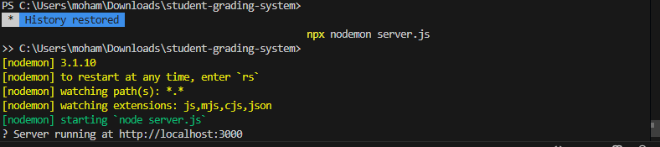 PS C:\Users\moham\Downloads\student-grading-system>
* History restored
npx nodemon server.js
>> C:\Users\moham\Downloads\student-grading-system>
[nodemon] 3.1.10
[nodemon] to restart at any time, enter `rs`
[nodemon] watching path(s): *.*
[nodemon] watching extensions: js,mjs,cjs,json
[nodemon] starting `node server.js`
? Server running at http://localhost:3000